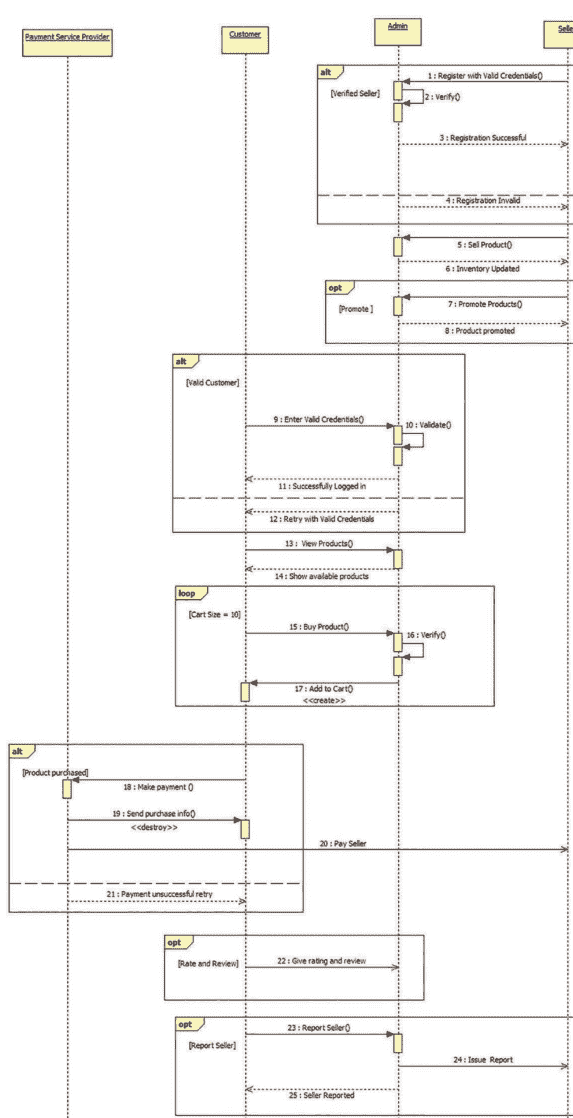 Payment Service Provider
Customer
Admin
Selle
alt
1 : Register with Valid Credentials()
[Verified Seller]
2 : Verify()
3 : Registration Successful
4 : Registration Invalid
5 : Sell Product()
6 : Inventory Updated
opt
7 : Promote Products()
[Promote ]
8 : Product promoted
alt
[Valid Customer]
9 : Enter Valid Credentials()
10 : Validate()
11 : Successfully Logged in
12 : Retry with Valid Credentials
13 : View Products()
14 : Show available products
loop
[Cart Size = 10]
15 : Buy Product()
16 : Verify()
17 : Add to Cart()
<<create>>
alt
[Product purchased]
18 : Make payment ()
19 : Send purchase info()
<<destroy>>
20 : Pay Seller
21 : Payment unsuccessful retry
opt
[Rate and Review]
22 : Give rating and review
opt
23 : Report Seller()
[Report Seller]
24 : Issue Report
25 : Seller Reported